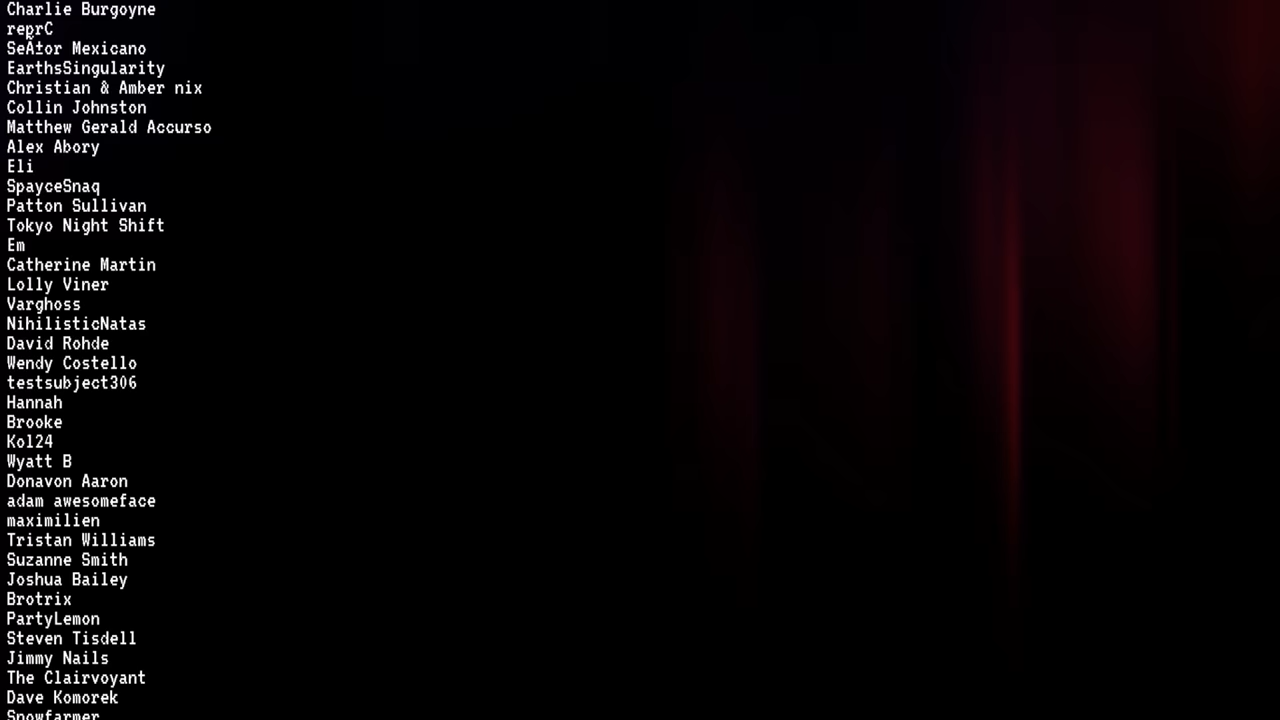 Charlie Burgoyne
reprC
SeÃ±or Mexicano
EarthsSingularity
Christian & Amber nix
Collin Johnston
Matthew Gerald Accurso
Alex Abory
Eli
SpayceSnaq
Patton Sullivan
Tokyo Night Shift
Em
Catherine Martin
Lolly Viner
Varghoss
NihilisticNatas
David Rohde
Wendy Costello
testsubject306
Hannah
Brooke
Kol24
Wyatt B
Donavon Aaron
adam awesomeface
maximilien
Tristan Williams
Suzanne Smith
Joshua Bailey
Brotrix
PartyLemon
Steven Tisdell
Jimmy Nails
The Clairvoyant
Dave Komorek
Snowfarmer